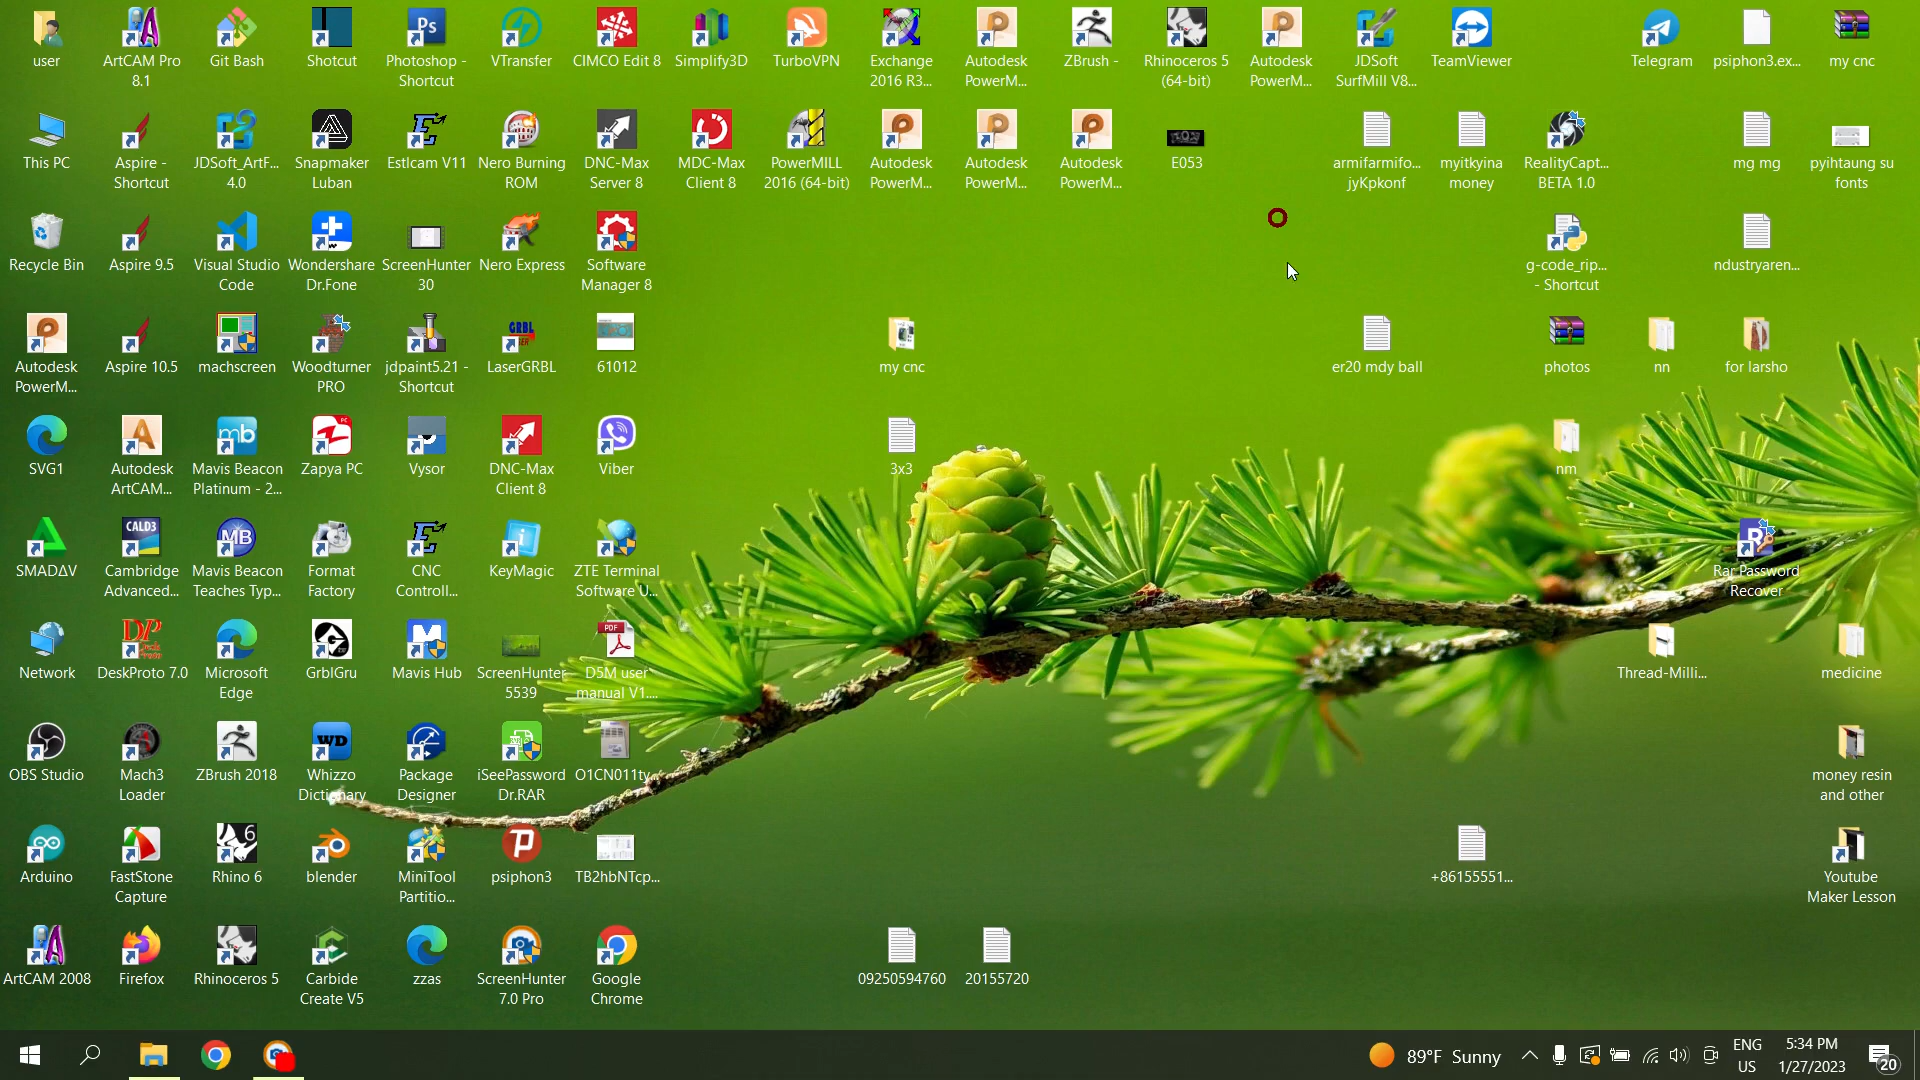 user
ArtCAM Pro
8.1
Git Bash
Shotcut
Photoshop -
Shortcut
VTransfer
CIMCO Edit 8
Simplify3D
TurboVPN
Exchange
2016 R3...
Autodesk
PowerM...
ZBrush -
Rhinoceros 5
(64-bit)
Autodesk
PowerM...
JDSoft
SurfMill V8...
TeamViewer
Telegram
psiphon3.ex...
my cnc
This PC
Aspire -
Shortcut
JDSoft_ArtF...
4.0
Snapmaker
Luban
Estlcam V11
Nero Burning
ROM
DNC-Max
Server 8
MDC-Max
Client 8
PowerMILL
2016 (64-bit)
Autodesk
PowerM...
Autodesk
PowerM...
Autodesk
PowerM...
E053
armifarmifo...
jyKpkonf
myitkyina
money
RealityCapt...
BETA 1.0
mg mg
pyihtaung su
fonts
Recycle Bin
Aspire 9.5
Visual Studio
Code
Wondershare
Dr.Fone
ScreenHunter
30
Nero Express
Software
Manager 8
g-code_rip...
- Shortcut
ndustryaren...
Autodesk
PowerM...
Aspire 10.5
machscreen
Woodturner
PRO
jdpaint5.21 -
Shortcut
GRBL
LaserGRBL
61012
my cnc
er20 mdy ball
photos
nn
for larsho
SVG1
Autodesk
ArtCAM...
mb
Mavis Beacon
Platinum - 2...
Zapya PC
Vysor
DNC-Max
Client 8
Viber
3x3
nm
SMADΔV
CALD3
Cambridge
Advanced...
MB
Mavis Beacon
Teaches Typ...
Format
Factory
CNC
Controll...
KeyMagic
ZTE Terminal
Software U...
Rar Password
Recover
Network
DP
DeskProto 7.0
Microsoft
Edge
GrblGru
Mavis Hub
ScreenHunter
5539
PDF
D5M user
manual V1....
Thread-Milli...
medicine
OBS Studio
Mach3
Loader
ZBrush 2018
WD
Whizzo
Dictionary
Package
Designer
iSeePassword
Dr.RAR
O1CN011ty...
money resin
and other
Arduino
FastStone
Capture
6
Rhino 6
blender
MiniTool
Partitio...
psiphon3
TB2hbNTcp...
+86155551...
Youtube
Maker Lesson
ArtCAM 2008
Firefox
Rhinoceros 5
Carbide
Create V5
zzas
ScreenHunter
7.0 Pro
Google
Chrome
09250594760
20155720
89°F Sunny
ENG
US
5:34 PM
1/27/2023
20